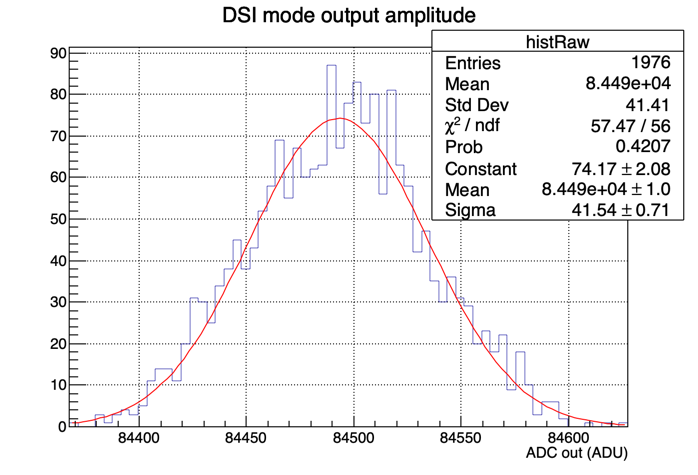 DSI mode output amplitude
histRaw
Entries 1976
Mean 8.449e+04
Std Dev 41.41
χ² / ndf 57.47 / 56
Prob 0.4207
Constant 74.17 ± 2.08
Mean 8.449e+04 ± 1.0
Sigma 41.54 ± 0.71
90
80
70
60
50
40
30
20
10
0
84400 84450 84500 84550 84600
ADC out (ADU)